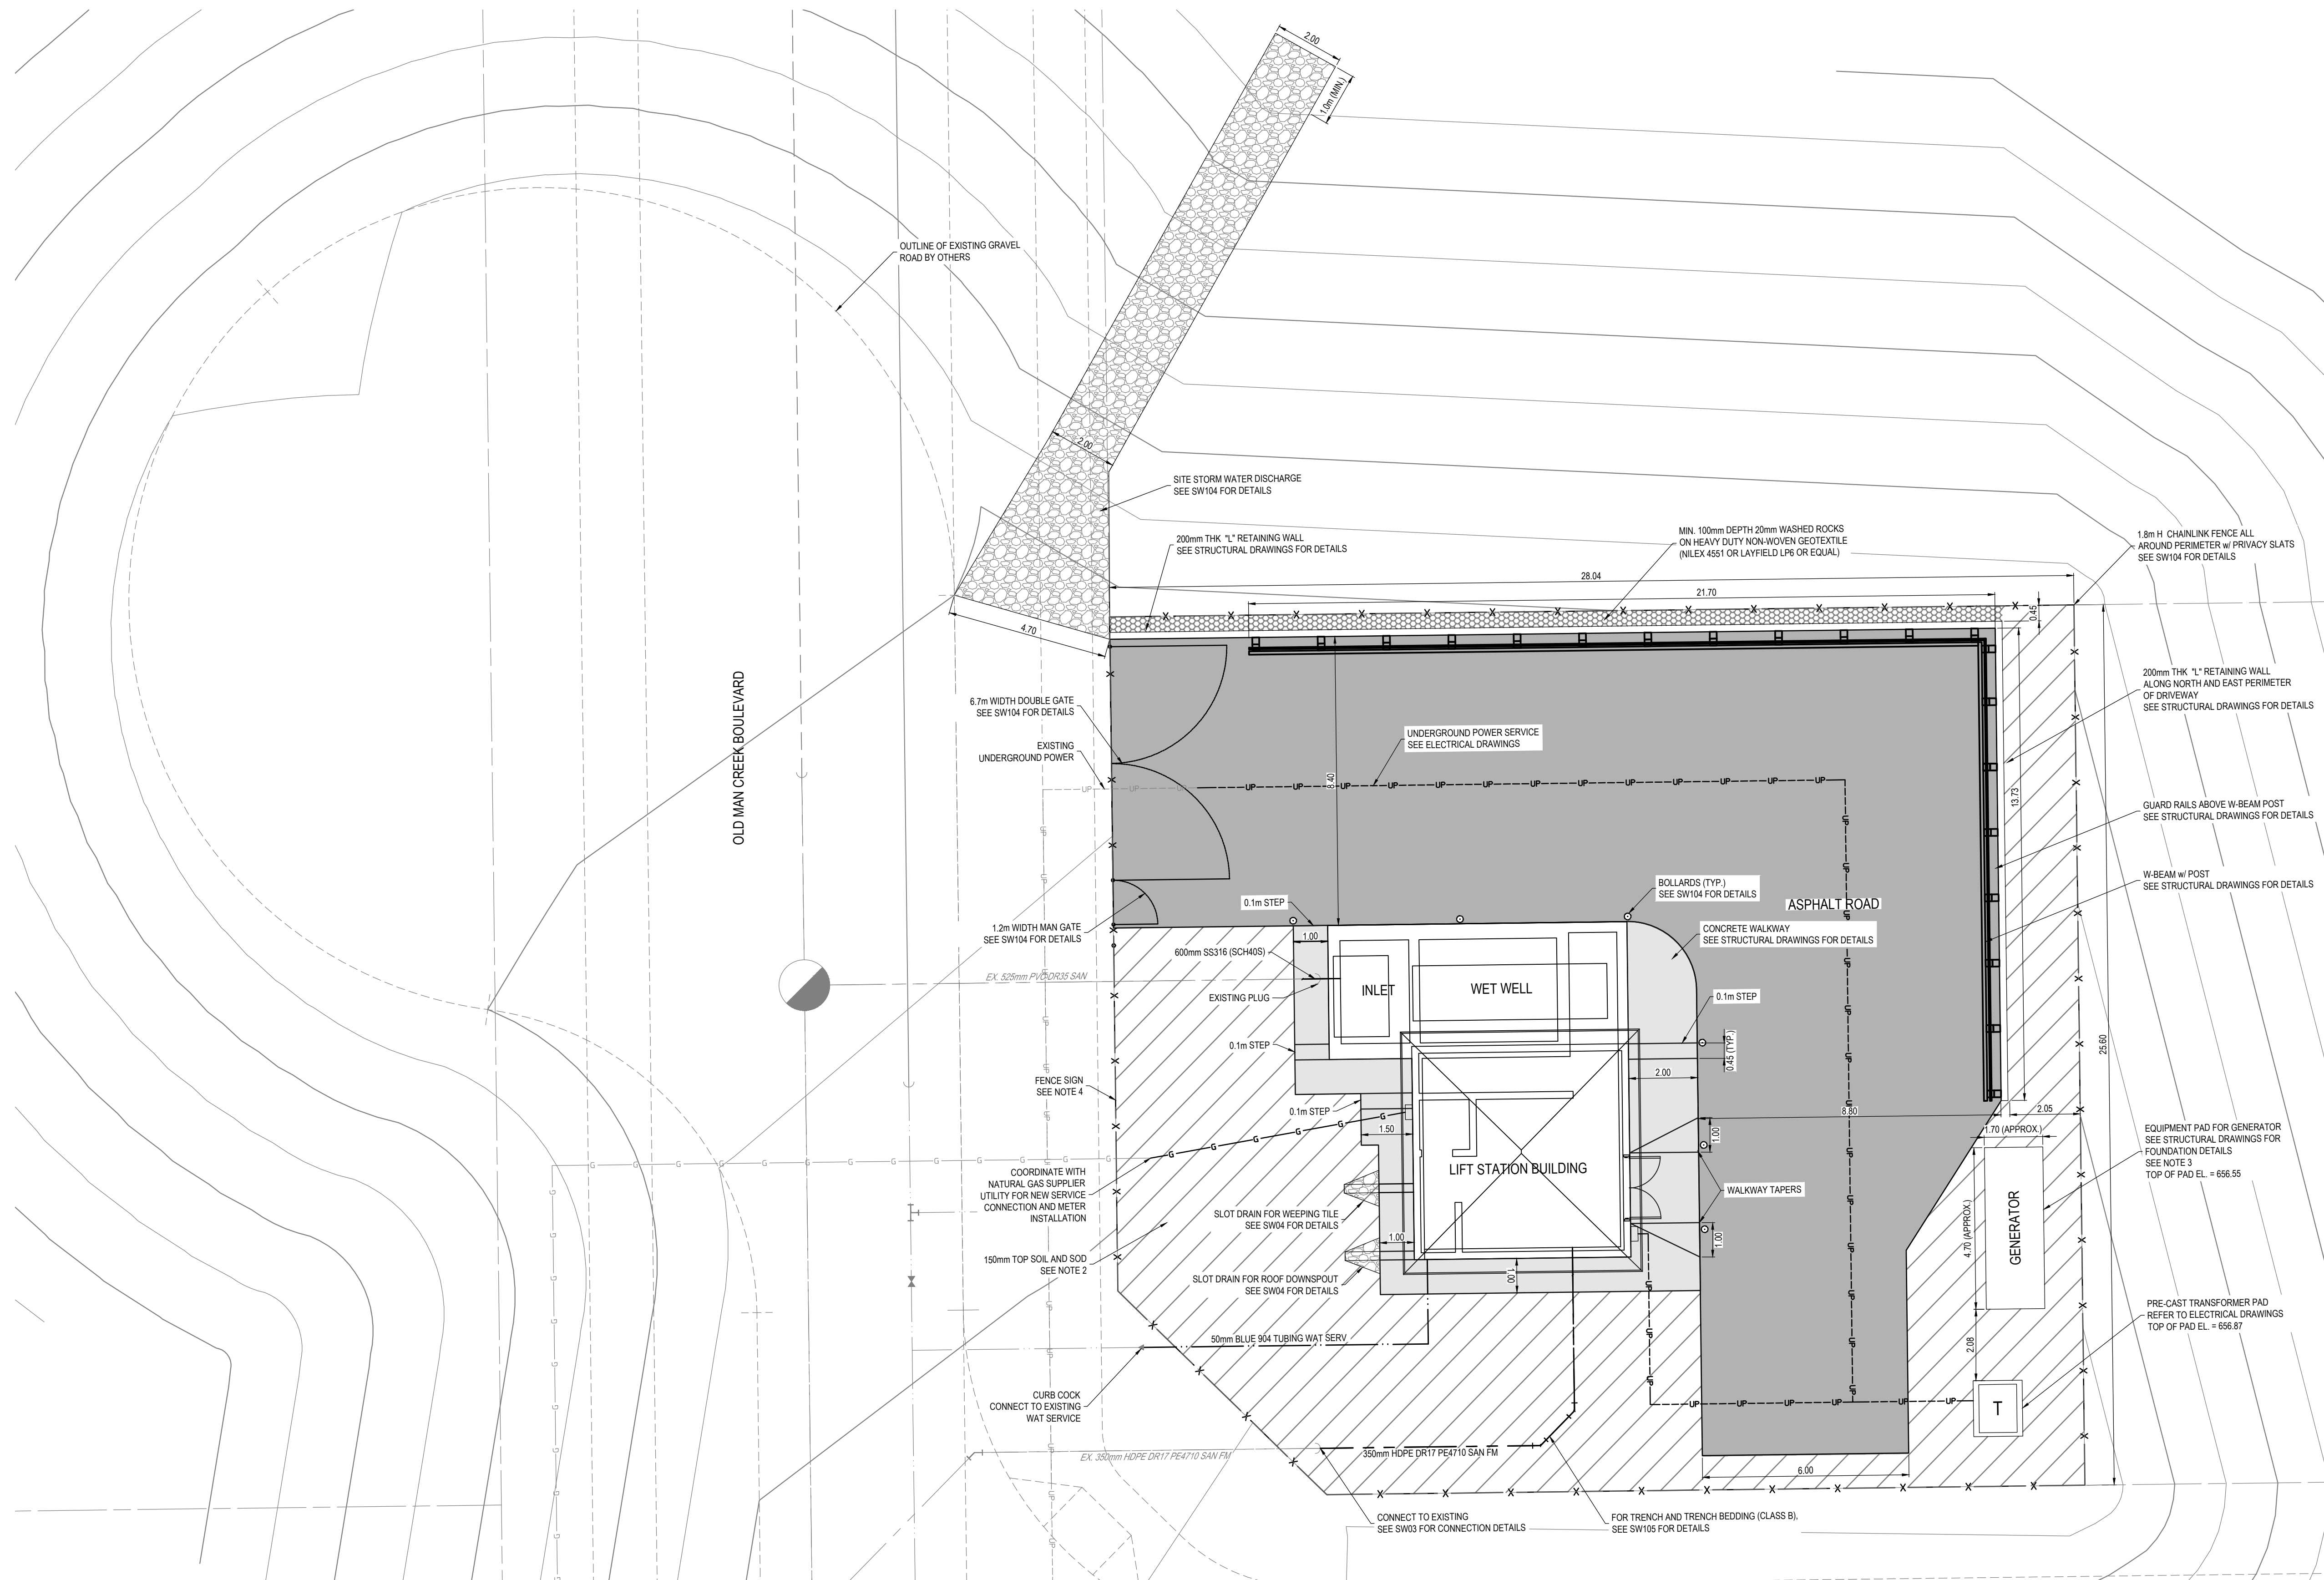 2.00
1.0m (MIN.)
OUTLINE OF EXISTING GRAVEL
ROAD BY OTHERS
2.00
SITE STORM WATER DISCHARGE
SEE SW104 FOR DETAILS
200mm THK "L" RETAINING WALL
SEE STRUCTURAL DRAWINGS FOR DETAILS
MIN. 100mm DEPTH 20mm WASHED ROCKS
ON HEAVY DUTY NON-WOVEN GEOTEXTILE
(NILEX 4551 OR LAYFIELD LP6 OR EQUAL)
1.8m H CHAINLINK FENCE ALL
AROUND PERIMETER w/ PRIVACY SLATS
SEE SW104 FOR DETAILS
28.04
21.70
0.45
4.70
OLD MAN CREEK BOULEVARD
6.7m WIDTH DOUBLE GATE
SEE SW104 FOR DETAILS
EXISTING
UNDERGROUND POWER
UNDERGROUND POWER SERVICE
SEE ELECTRICAL DRAWINGS
8.40
200mm THK "L" RETAINING WALL
ALONG NORTH AND EAST PERIMETER
OF DRIVEWAY
SEE STRUCTURAL DRAWINGS FOR DETAILS
13.73
GUARD RAILS ABOVE W-BEAM POST
SEE STRUCTURAL DRAWINGS FOR DETAILS
W-BEAM w/ POST
SEE STRUCTURAL DRAWINGS FOR DETAILS
BOLLARDS (TYP.)
SEE SW104 FOR DETAILS
ASPHALT ROAD
0.1m STEP
1.2m WIDTH MAN GATE
SEE SW104 FOR DETAILS
1.00
CONCRETE WALKWAY
SEE STRUCTURAL DRAWINGS FOR DETAILS
600mm SS316 (SCH40S)
EX. 525mm PVC DR35 SAN
EXISTING PLUG
INLET
WET WELL
0.1m STEP
0.1m STEP
0.45 (TYP.)
25.60
2.00
FENCE SIGN
SEE NOTE 4
0.1m STEP
1.50
8.80
2.05
1.00
1.70 (APPROX.)
EQUIPMENT PAD FOR GENERATOR
SEE STRUCTURAL DRAWINGS FOR
FOUNDATION DETAILS
SEE NOTE 3
TOP OF PAD EL. = 656.55
COORDINATE WITH
NATURAL GAS SUPPLIER
UTILITY FOR NEW SERVICE
CONNECTION AND METER
INSTALLATION
LIFT STATION BUILDING
WALKWAY TAPERS
SLOT DRAIN FOR WEEPING TILE
SEE SW04 FOR DETAILS
1.00
1.00
4.70 (APPROX.)
GENERATOR
150mm TOP SOIL AND SOD
SEE NOTE 2
SLOT DRAIN FOR ROOF DOWNSPOUT
SEE SW04 FOR DETAILS
1.00
PRE-CAST TRANSFORMER PAD
REFER TO ELECTRICAL DRAWINGS
TOP OF PAD EL. = 656.87
50mm BLUE 904 TUBING WAT SERV
2.08
CURB COCK
CONNECT TO EXISTING
WAT SERVICE
T
EX. 350mm HDPE DR17 PE4710 SAN FM
350mm HDPE DR17 PE4710 SAN FM
6.00
CONNECT TO EXISTING
SEE SW03 FOR CONNECTION DETAILS
FOR TRENCH AND TRENCH BEDDING (CLASS B),
SEE SW105 FOR DETAILS